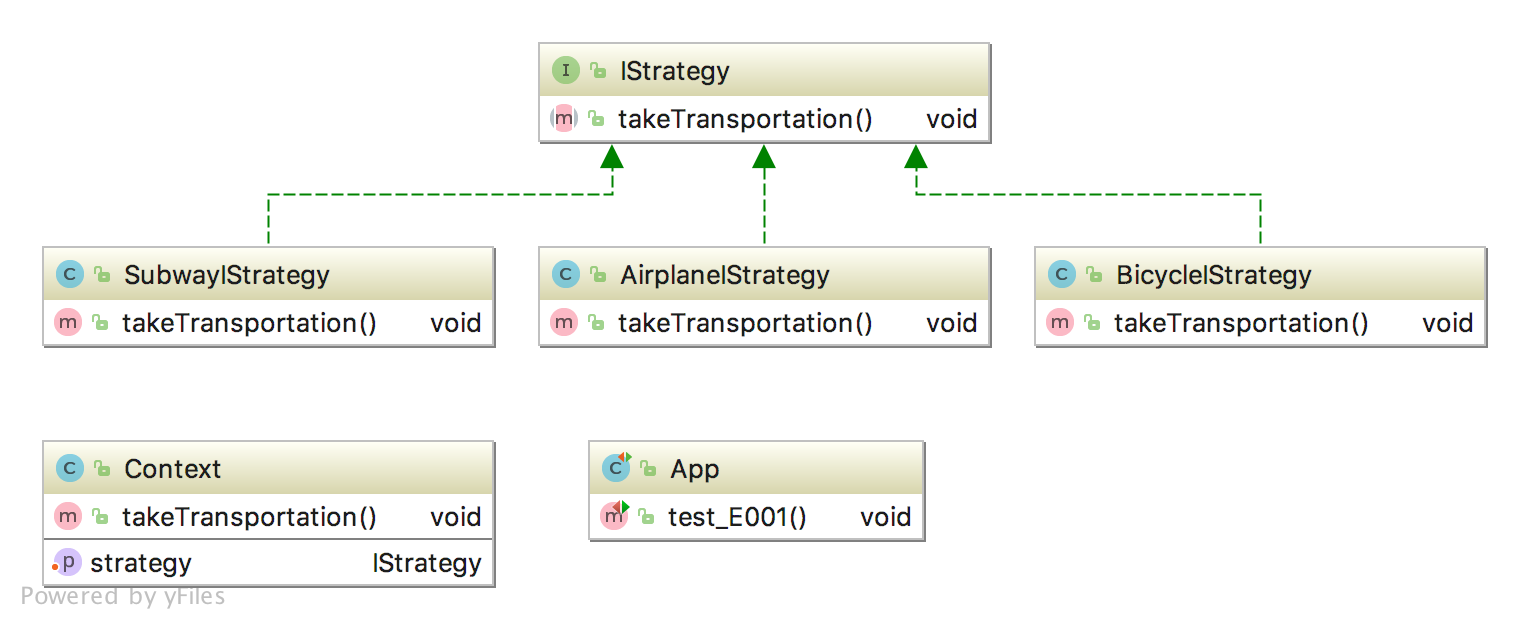 I IStrategy
m takeTransportation() void
C SubwayIStrategy
m takeTransportation() void
C AirplaneIStrategy
m takeTransportation() void
C BicycleIStrategy
m takeTransportation() void
C Context
m takeTransportation() void
p strategy IStrategy
C App
m test_E001() void
Powered by yFiles